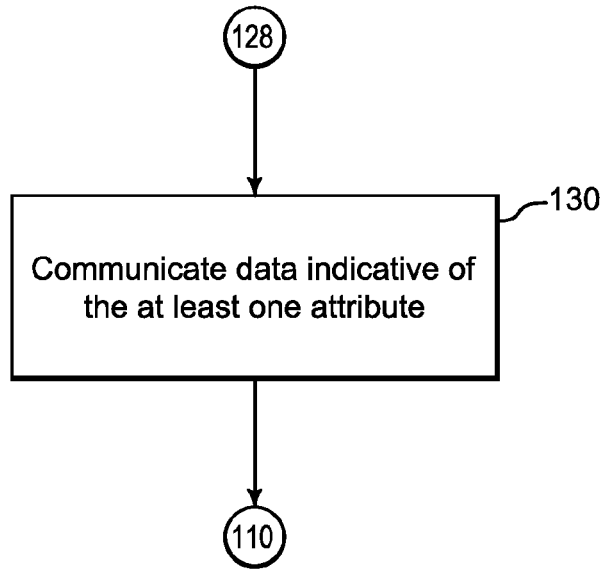 128
130
Communicate data indicative of
the at least one attribute
110